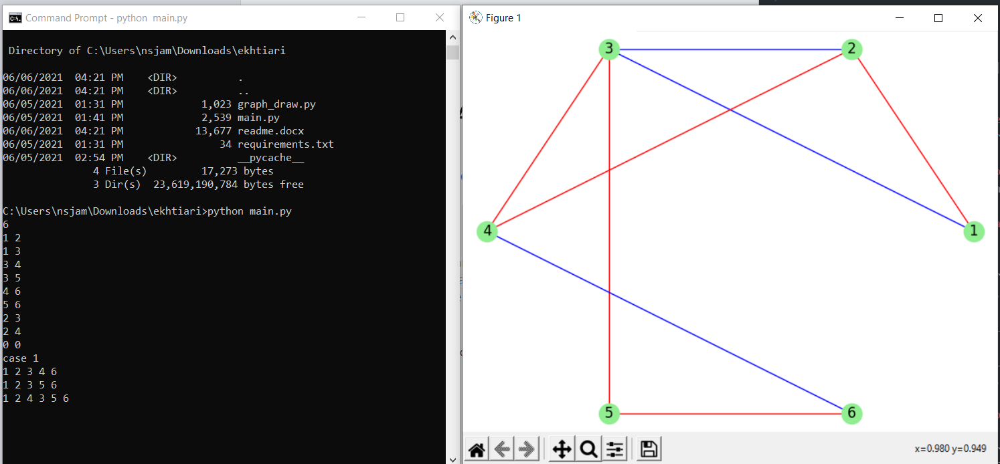 Command Prompt - python  main.py
Directory of C:\Users\nsjam\Downloads\ekhtiari
06/06/2021  04:21 PM    <DIR>          .
06/06/2021  04:21 PM    <DIR>          ..
06/05/2021  01:31 PM             1,023 graph_draw.py
06/05/2021  01:41 PM             2,539 main.py
06/06/2021  04:21 PM            13,677 readme.docx
06/05/2021  01:31 PM                34 requirements.txt
06/05/2021  02:54 PM    <DIR>          __pycache__
4 File(s)         17,273 bytes
3 Dir(s)  23,619,190,784 bytes free
C:\Users\nsjam\Downloads\ekhtiari>python main.py
6
1 2
1 3
3 4
3 5
4 6
5 6
2 3
2 4
0 0
case 1
1 2 3 4 6
1 2 3 5 6
1 2 4 3 5 6
Figure 1
3 2
4 1
5 6
x=0.980 y=0.949